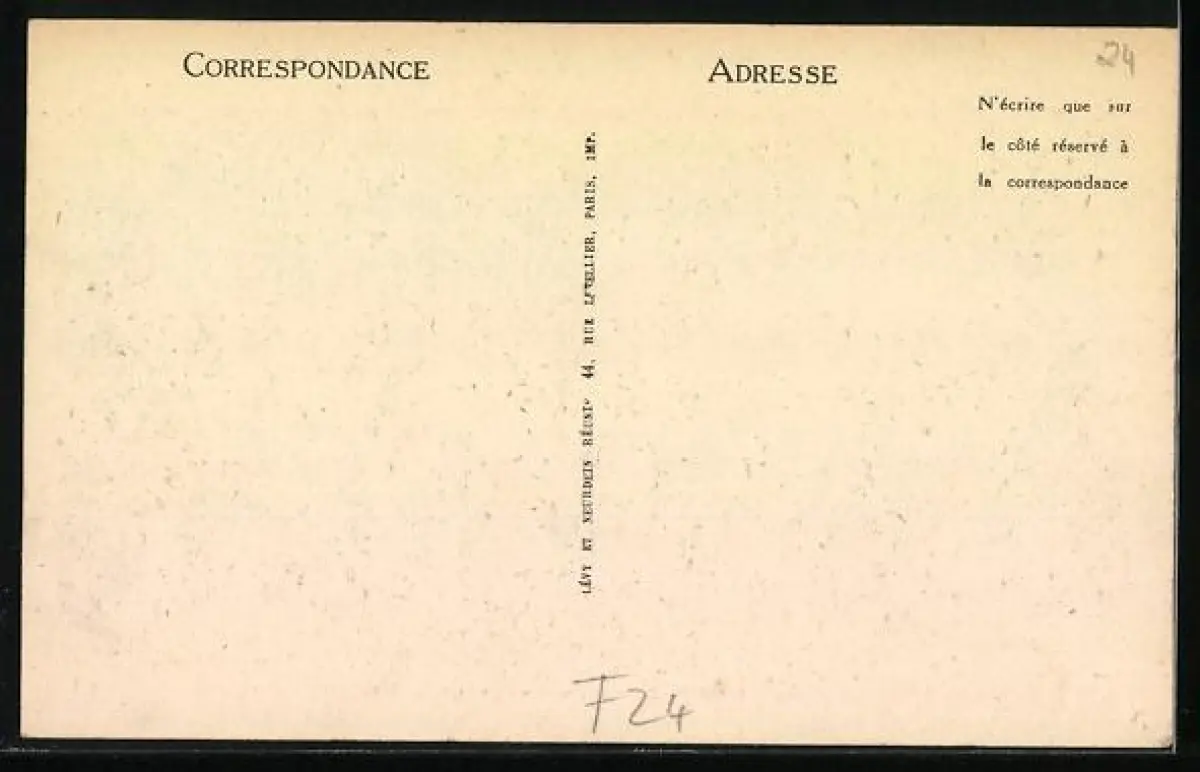 CORRESPONDANCE
ADRESSE
24
N'écrire que sur
le côté réservé à
la correspondance
LÉVY ET NEURDEIN RÉUNIS 44, RUE LETELLIER, PARIS, IMP.
F24